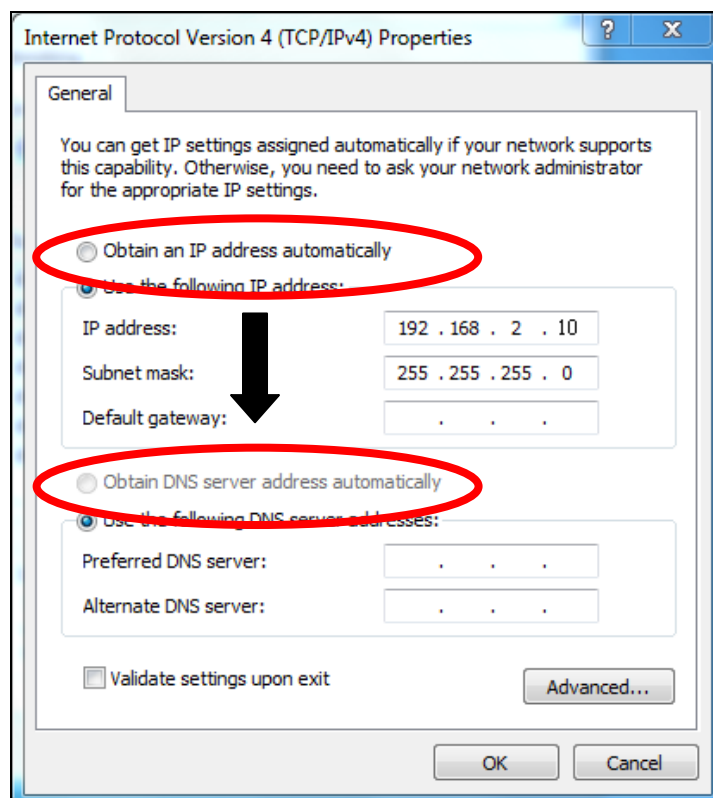 Internet Protocol Version 4 (TCP/IPv4) Properties
?
X
General
You can get IP settings assigned automatically if your network supports
this capability. Otherwise, you need to ask your network administrator
for the appropriate IP settings.
Obtain an IP address automatically
Use the following IP address:
IP address: 192 . 168 . 2 . 10
Subnet mask: 255 . 255 . 255 . 0
Default gateway: . . .
Obtain DNS server address automatically
Use the following DNS server addresses:
Preferred DNS server: . . .
Alternate DNS server: . . .
Validate settings upon exit
Advanced...
OK Cancel